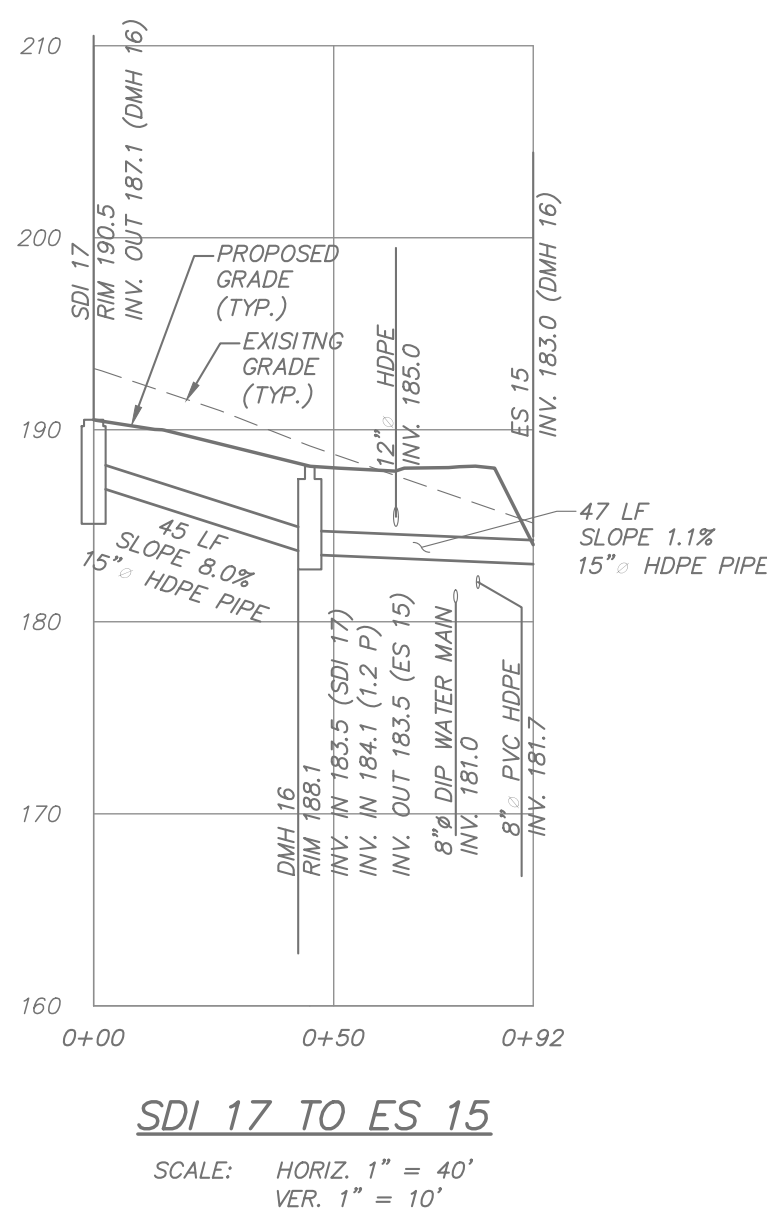 210
200
190
180
170
160
SDI 17
RIM 190.5
INV. OUT 187.1 (DMH 16)
PROPOSED
GRADE
(TYP.)
EXISITNG
GRADE
(TYP.)
12"⌀ HDPE
INV. 185.0
ES 15
INV. 183.0 (DMH 16)
45 LF
SLOPE 8.0%
15"⌀ HDPE PIPE
47 LF
SLOPE 1.1%
15"⌀ HDPE PIPE
DMH 16
RIM 188.1
INV. IN 183.5 (SDI 17)
INV. IN 184.1 (1.2 P)
INV. OUT 183.5 (ES 15)
8"⌀ DIP WATER MAIN
INV. 181.0
8"⌀ PVC HDPE
INV. 181.7
0+00
0+50
0+92
SDI 17 TO ES 15
SCALE: HORIZ. 1" = 40'
VER. 1" = 10'